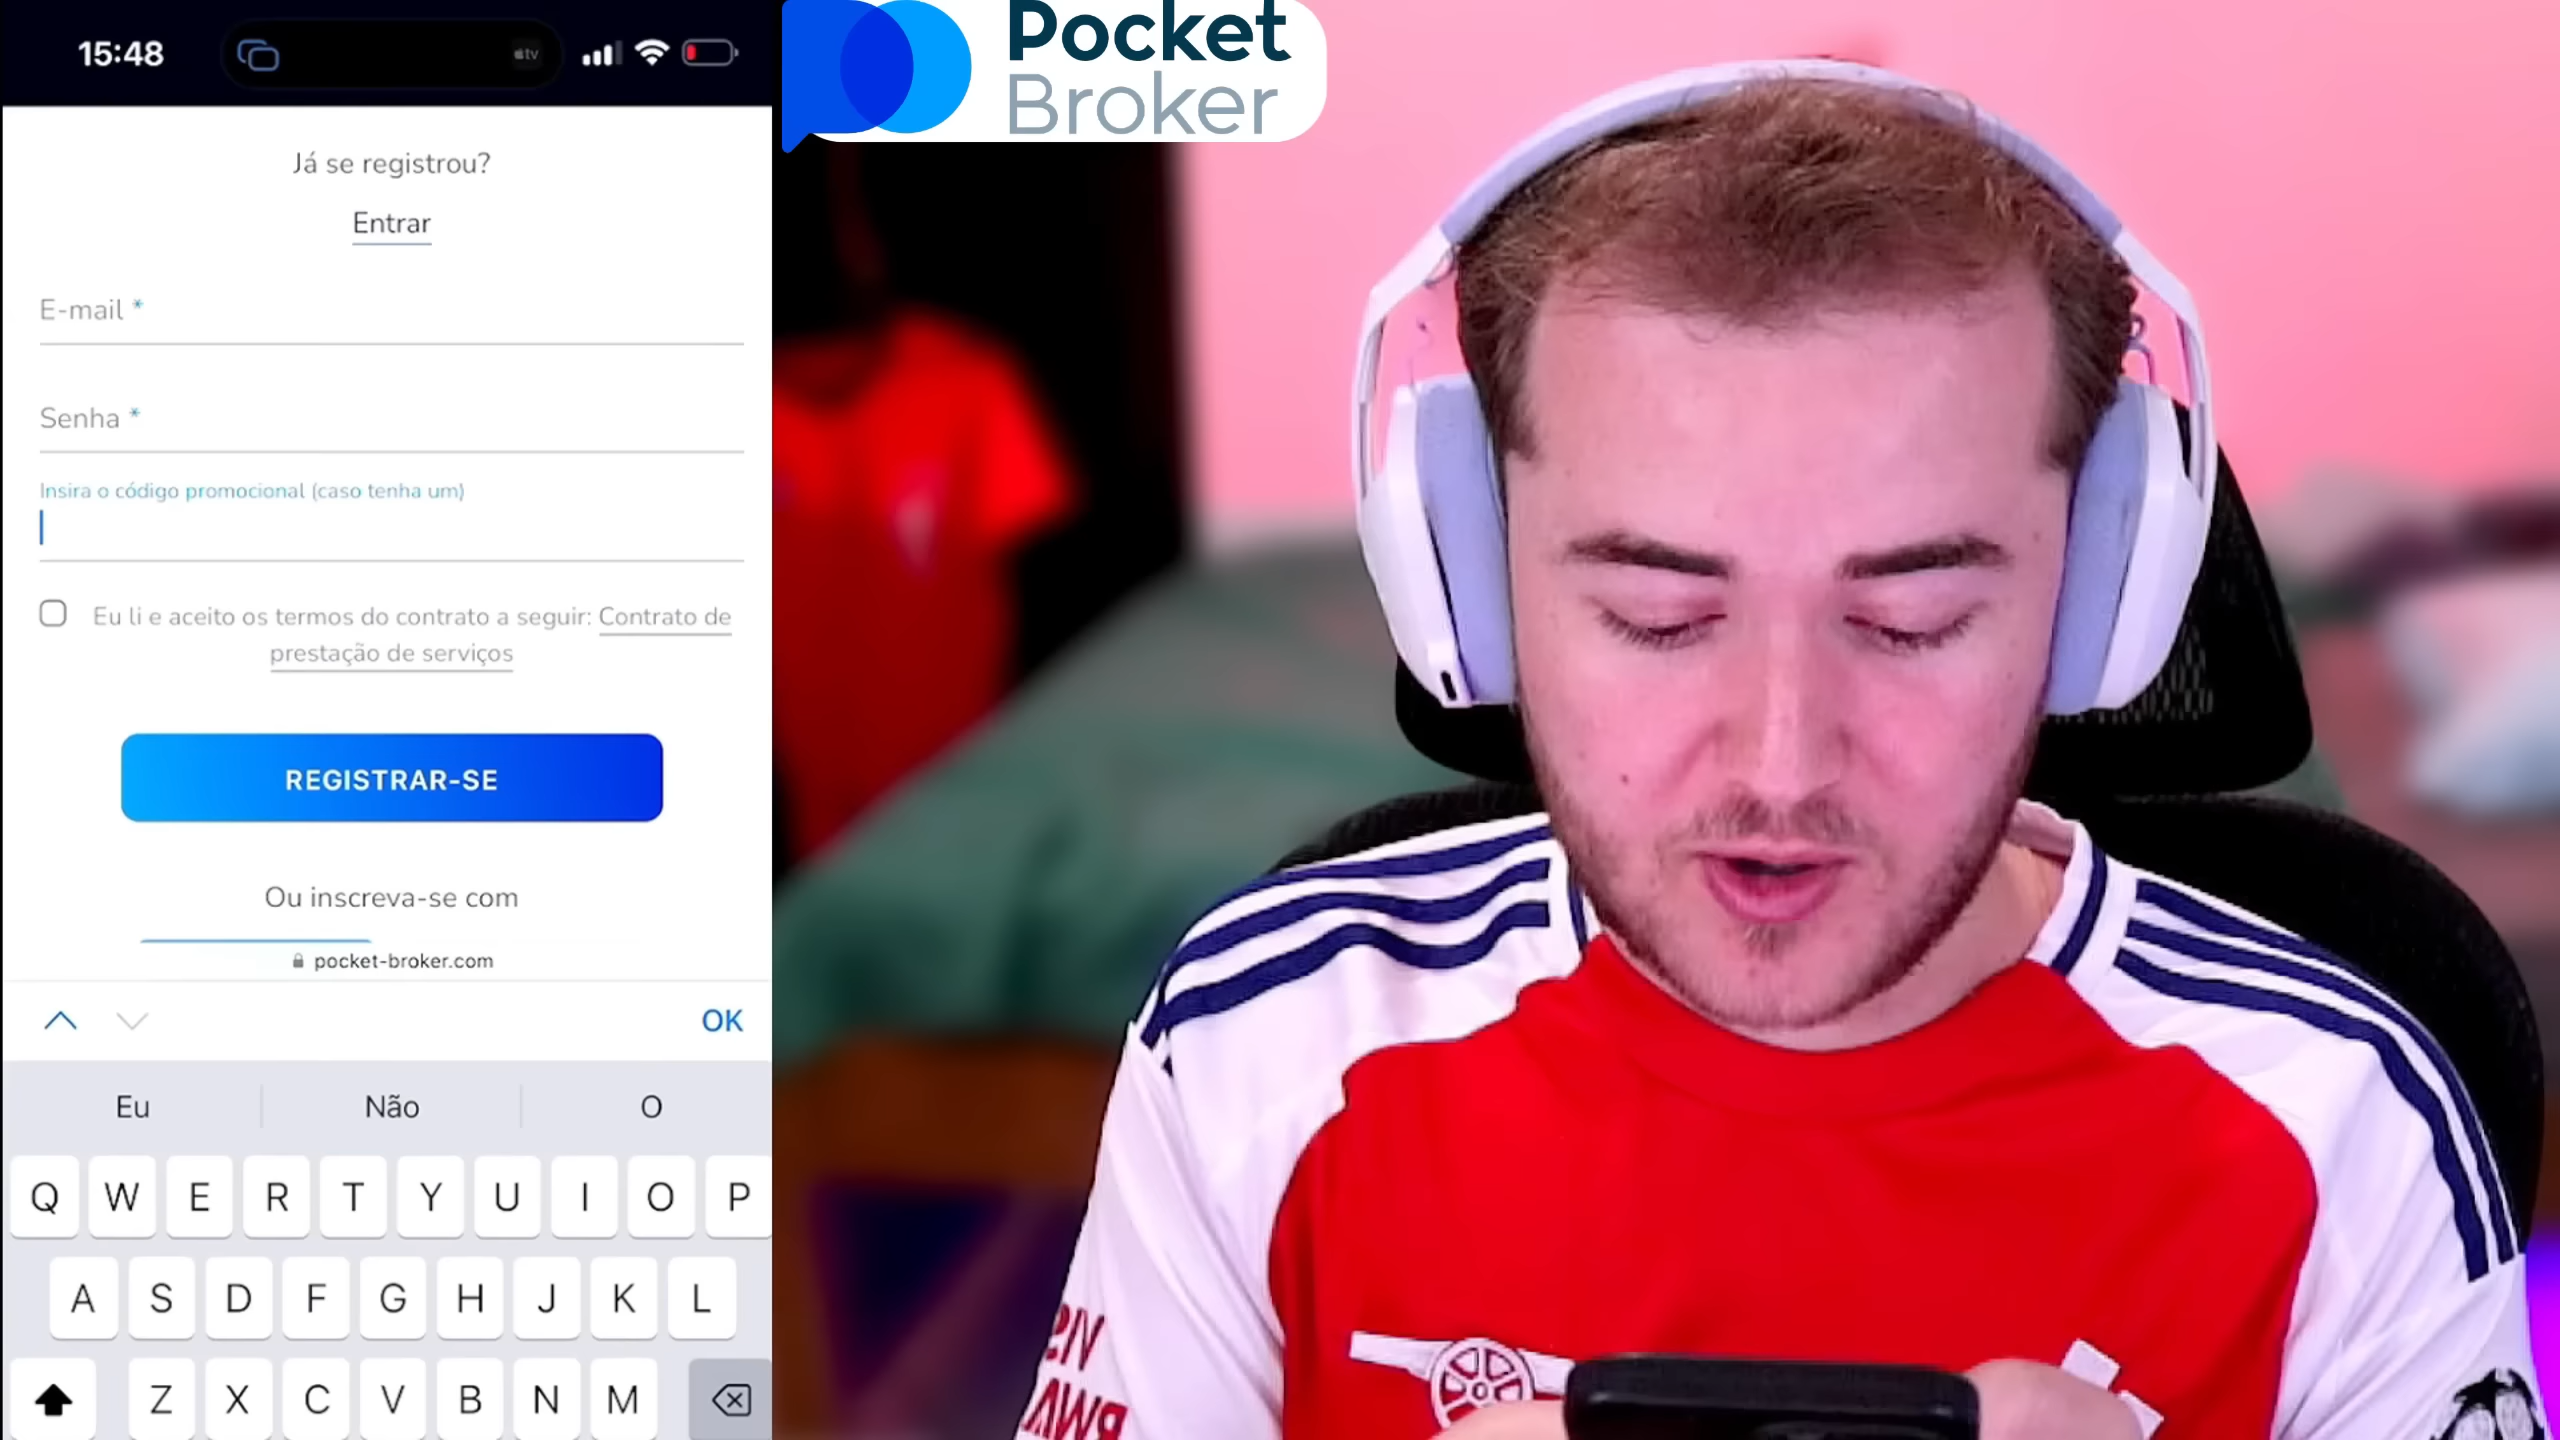 15:48
tv
Pocket
Broker
Já se registrou?
Entrar
E-mail *
Senha *
Insira o código promocional (caso tenha um)
Eu li e aceito os termos do contrato a seguir: Contrato de
prestação de serviços
REGISTRAR-SE
Ou inscreva-se com
pocket-broker.com
OK
Eu Não O
Q W E R T Y U I O P
A S D F G H J K L
Z X C V B N M